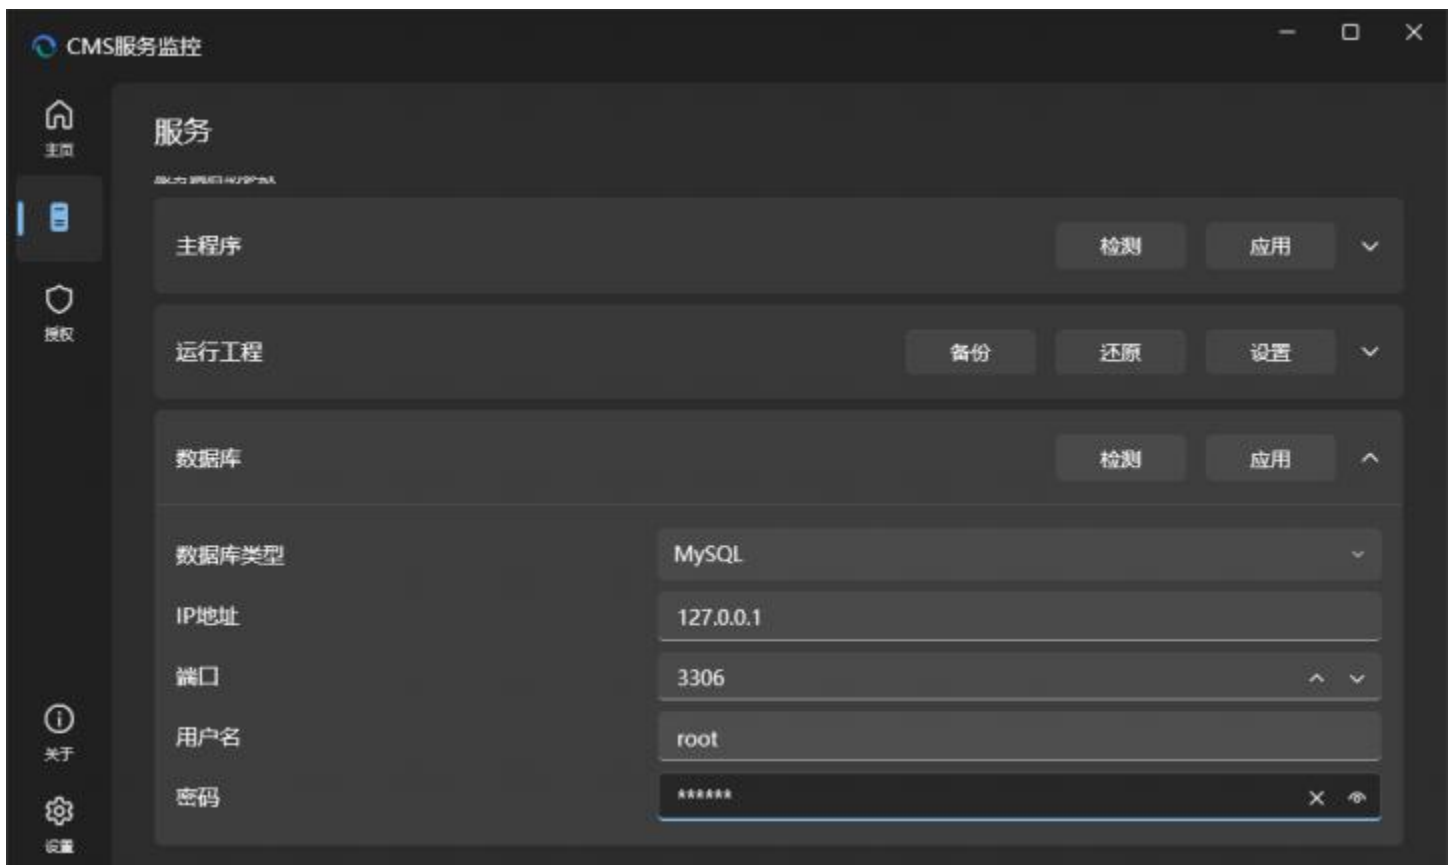 CMS服务监控
主页
服务
主程序 检测 应用
运行工程 备份 还原 设置
授权
数据库 检测 应用
数据库类型 MySQL
IP地址 127.0.0.1
端口 3306
用户名 root
密码 ******
关于
设置